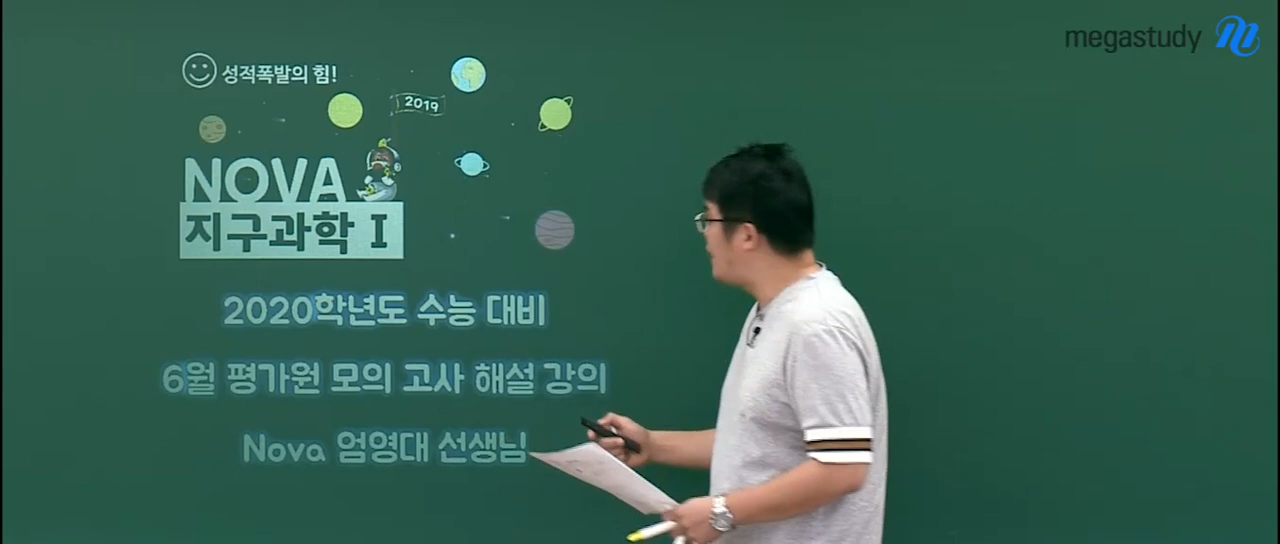 megastudy
성적폭발의 힘!
2019
NOVA
지구과학 I
2020학년도 수능 대비
6월 평가원 모의 고사 해설 강의
Nova 엄영대 선생님